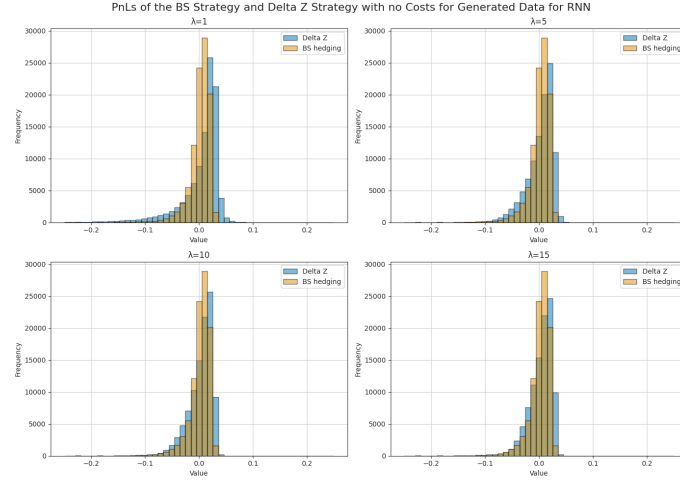 PnLs of the BS Strategy and Delta Z Strategy with no Costs for Generated Data for RNN
λ=1
Delta Z
BS hedging
30000
25000
20000
15000
10000
5000
0
Frequency
−0.2
−0.1
0.0
0.1
0.2
Value
λ=5
Delta Z
BS hedging
30000
25000
20000
15000
10000
5000
0
Frequency
−0.2
−0.1
0.0
0.1
0.2
Value
λ=10
Delta Z
BS hedging
30000
25000
20000
15000
10000
5000
0
Frequency
−0.2
−0.1
0.0
0.1
0.2
Value
λ=15
Delta Z
BS hedging
30000
25000
20000
15000
10000
5000
0
Frequency
−0.2
−0.1
0.0
0.1
0.2
Value